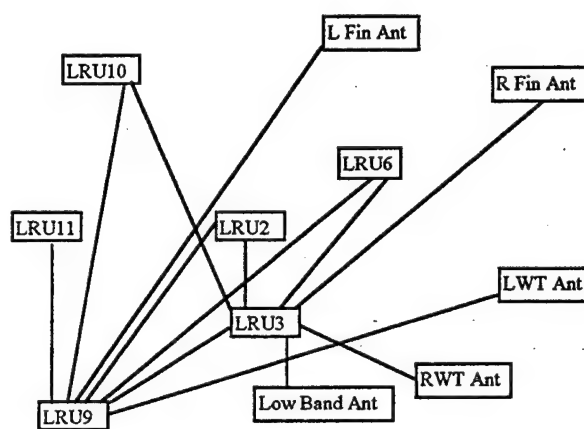 L Fin Ant
LRU10
R Fin Ant
LRU6
LRU11
LRU2
LWT Ant
LRU3
RWT Ant
Low Band Ant
LRU9